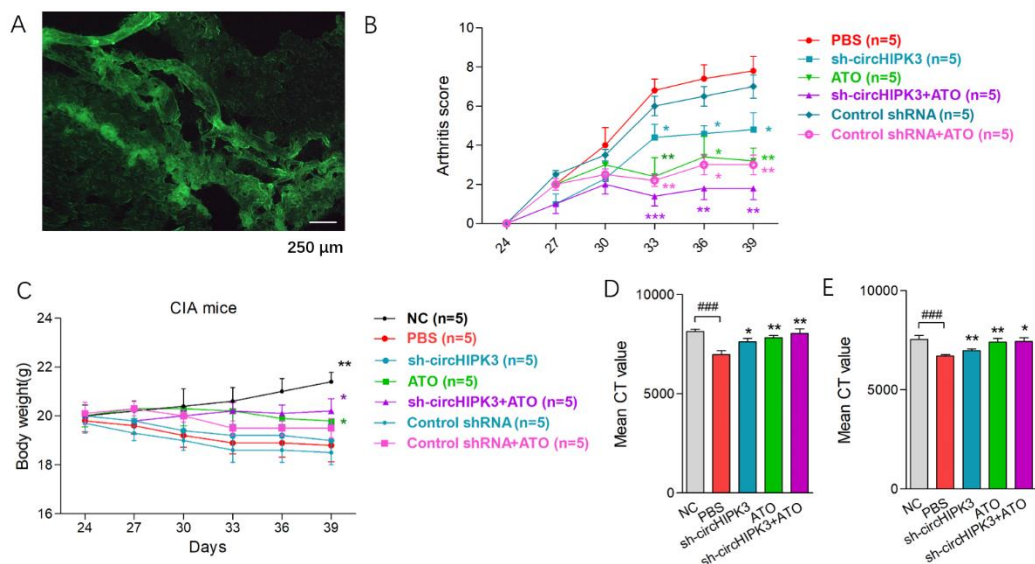 A
250 µm
B
Arthritis score
10
8
6
4
2
0
24
27
30
33
36
39
*
*
*
**
*
**
**
*
**
***
**
**
PBS (n=5)
sh-circHIPK3 (n=5)
ATO (n=5)
sh-circHIPK3+ATO (n=5)
Control shRNA (n=5)
Control shRNA+ATO (n=5)
C
CIA mice
Body weight(g)
24
22
20
18
16
24
27
30
33
36
39
Days
**
*
*
NC (n=5)
PBS (n=5)
sh-circHIPK3 (n=5)
ATO (n=5)
sh-circHIPK3+ATO (n=5)
Control shRNA (n=5)
Control shRNA+ATO (n=5)
D
Mean CT value
10000
5000
0
###
*
**
**
NC
PBS
sh-circHIPK3
ATO
sh-circHIPK3+ATO
E
Mean CT value
10000
5000
0
###
**
**
*
NC
PBS
sh-circHIPK3
ATO
sh-circHIPK3+ATO